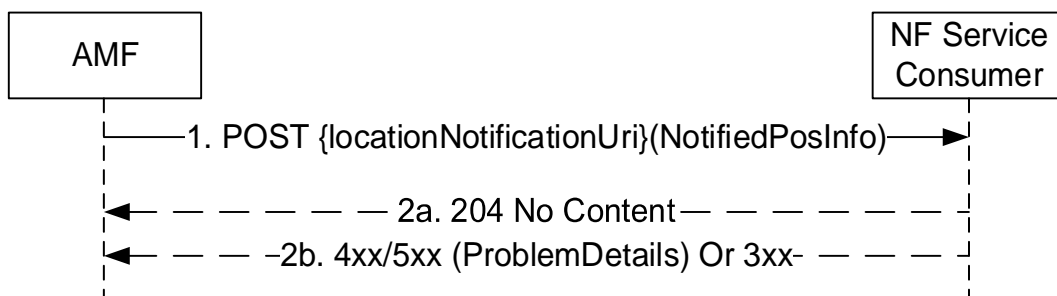 AMF
NF Service
Consumer
1. POST {locationNotificationUri}(NotifiedPosInfo)
2a. 204 No Content
2b. 4xx/5xx (ProblemDetails) Or 3xx